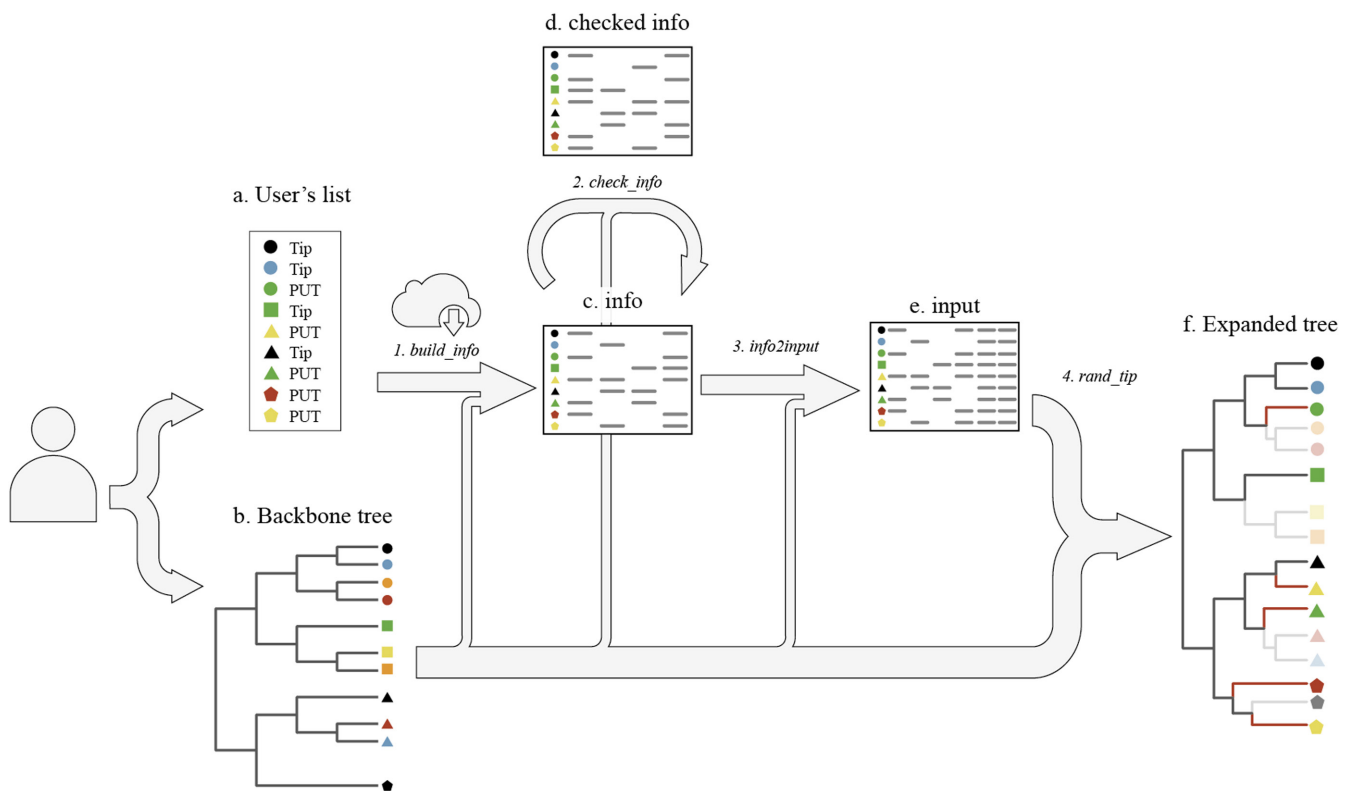 d. checked info
2. check_info
a. User's list
Tip
Tip
PUT
Tip
PUT
Tip
PUT
PUT
PUT
1. build_info
c. info
3. info2input
e. input
4. rand_tip
f. Expanded tree
b. Backbone tree